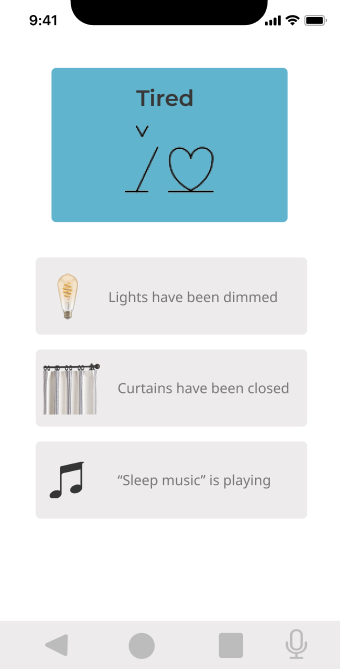 9:41
Tired
Lights have been dimmed
Curtains have been closed
“Sleep music” is playing